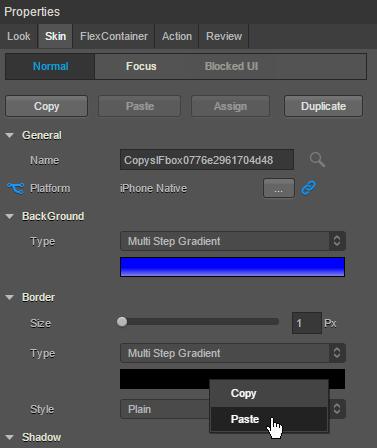 Properties
Look Skin FlexContainer Action Review
Normal Focus Blocked UI
Copy Paste Assign Duplicate
General
Name CopyslFbox0776e2961704d48
Platform iPhone Native ...
BackGround
Type Multi Step Gradient
Border
Size 1 Px
Type Multi Step Gradient
Copy
Style Plain
Paste
Shadow